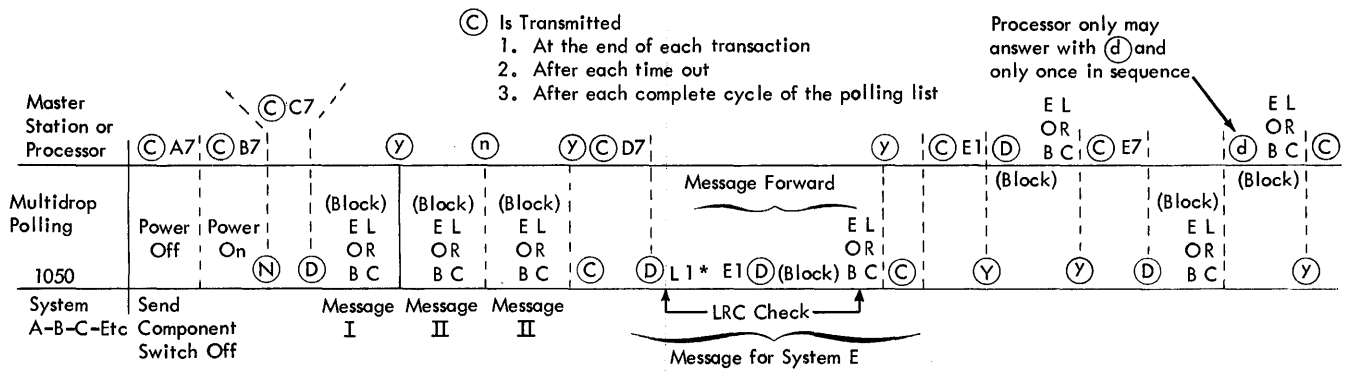 Ⓒ Is Transmitted
1. At the end of each transaction
2. After each time out
3. After each complete cycle of the polling list
Processor only may
answer with ⓓ and
only once in sequence
Master
Station or
Processor
Ⓒ A7
Ⓒ B7
Ⓒ C7
ⓨ
ⓝ
ⓨ Ⓒ D7
ⓨ
Ⓒ E1
Ⓓ
E L
OR
B C
(Block)
Ⓒ E7
ⓓ
E L
OR
B C
(Block)
Ⓒ
Multidrop
Polling
1050
Power
Off
Power
On
Ⓝ
Ⓓ
(Block)
E L
OR
B C
(Block)
E L
OR
B C
(Block)
E L
OR
B C
Ⓒ
Ⓓ
Message Forward
L 1* E1 Ⓓ (Block)
E L
OR
B C
Ⓒ
Ⓨ
ⓨ
Ⓓ
(Block)
E L
OR
B C
ⓨ
System
A-B-C-Etc
Send
Component
Switch Off
Message
I
Message
II
Message
II
LRC Check
Message for System E